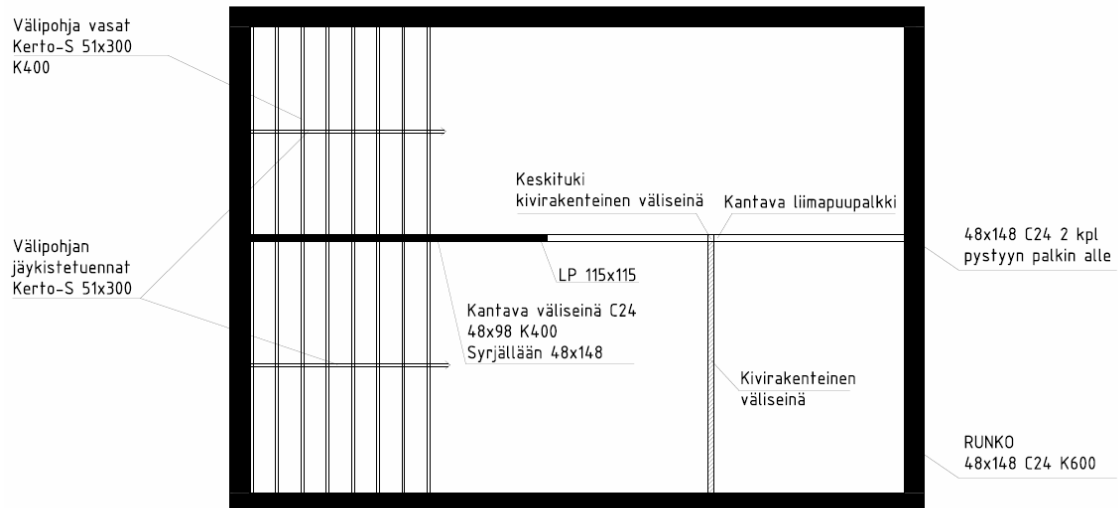 Välipohja vasat
Kerto-S 51x300
K400
Keskituki
kivirakenteinen väliseinä
Kantava liimapuupalkki
Välipohjan
jäykistetuennat
Kerto-S 51x300
48x148 C24 2 kpl
pystyyn palkin alle
LP 115x115
Kantava väliseinä C24
48x98 K400
Syrjällään 48x148
Kivirakenteinen
väliseinä
RUNKO
48x148 C24 K600